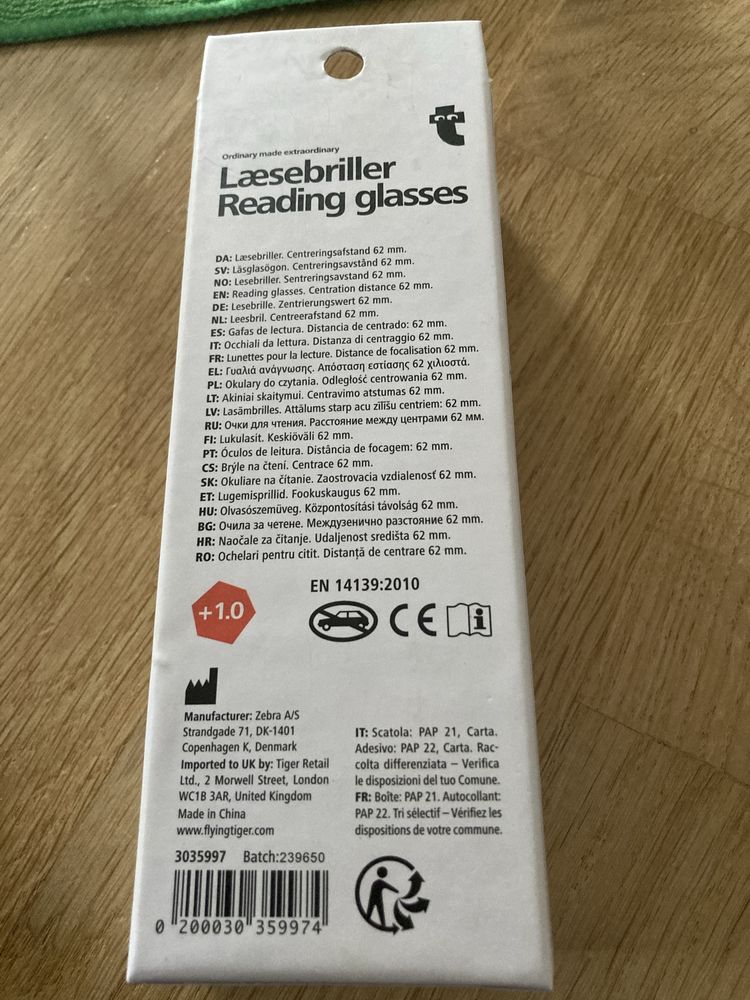 Ordinary made extraordinary
Læsebriller
Reading glasses
DA: Læsebriller. Centreringsafstand 62 mm.
SV: Läsglasögon. Centreringsavstånd 62 mm.
NO: Lesebriller. Sentreringsavstand 62 mm.
EN: Reading glasses. Centration distance 62 mm.
DE: Lesebrille. Zentrierungswert 62 mm.
NL: Leesbril. Centreerafstand 62 mm.
ES: Gafas de lectura. Distancia de centrado: 62 mm.
IT: Occhiali da lettura. Distanza di centraggio 62 mm.
FR: Lunettes pour la lecture. Distance de focalisation 62 mm.
EL: Γυαλιά ανάγνωσης. Απόσταση εστίασης 62 χιλιοστά.
PL: Okulary do czytania. Odległość centrowania 62 mm.
LT: Akiniai skaitymui. Centravimo atstumas 62 mm.
LV: Lasāmbrilles. Attālums starp acu zīlīšu centriem: 62 mm.
RU: Очки для чтения. Расстояние между центрами 62 мм.
FI: Lukulasit. Keskiöväli 62 mm.
PT: Óculos de leitura. Distância de focagem: 62 mm.
CS: Brýle na čtení. Centrace 62 mm.
SK: Okuliare na čítanie. Zaostrovacia vzdialenosť 62 mm.
ET: Lugemisprillid. Fookuskaugus 62 mm.
HU: Olvasószemüveg. Központosítási távolság 62 mm.
BG: Очила за четене. Междузенично разстояние 62 mm.
HR: Naočale za čitanje. Udaljenost središta 62 mm.
RO: Ochelari pentru citit. Distanță de centrare 62 mm.
EN 14139:2010
+1.0
CE
i
Manufacturer: Zebra A/S
Strandgade 71, DK-1401
Copenhagen K, Denmark
Imported to UK by: Tiger Retail
Ltd., 2 Morwell Street, London
WC1B 3AR, United Kingdom
Made in China
www.flyingtiger.com
IT: Scatola: PAP 21, Carta.
Adesivo: PAP 22, Carta. Rac-
colta differenziata – Verifica
le disposizioni del tuo Comune.
FR: Boîte: PAP 21. Autocollant:
PAP 22. Tri sélectif – Vérifiez les
dispositions de votre commune.
3035997 Batch:239650
0 200030 359974